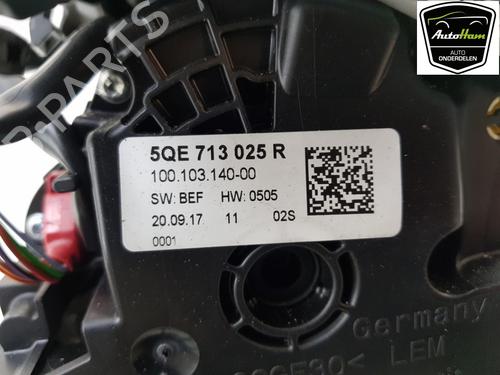 AutoHam
AUTO
ONDERDELEN
PARTS
5QE 713 025 R
100.103.140-00
SW: BEF HW: 0505
20.09.17 11 02S
0001
Germany
< LEM